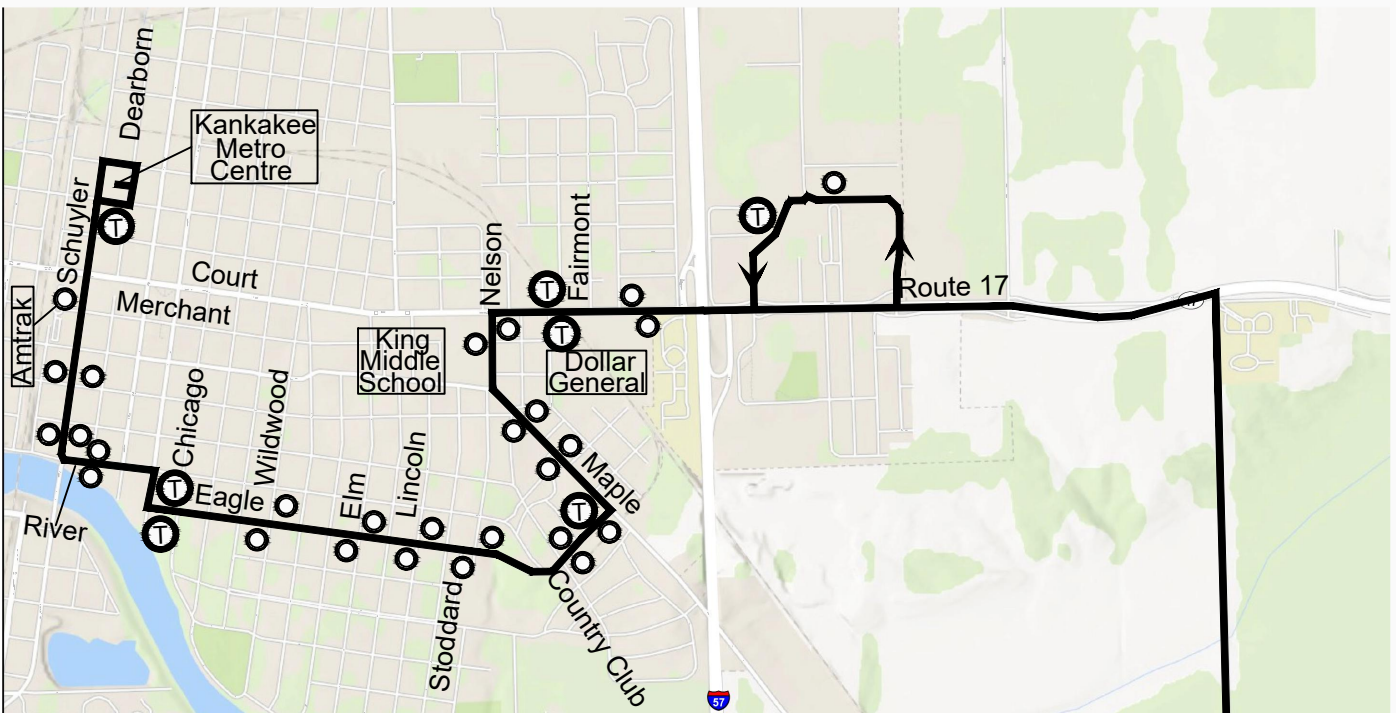 Dearborn
Kankakee
Metro
Centre
Schuyler
T
Court
Merchant
Amtrak
Nelson
Fairmont
T
T
T
Route 17
King
Middle
School
Dollar
General
Chicago
Wildwood
Elm
Lincoln
Maple
T
Eagle
T
T
River
Stoddard
Country Club
57